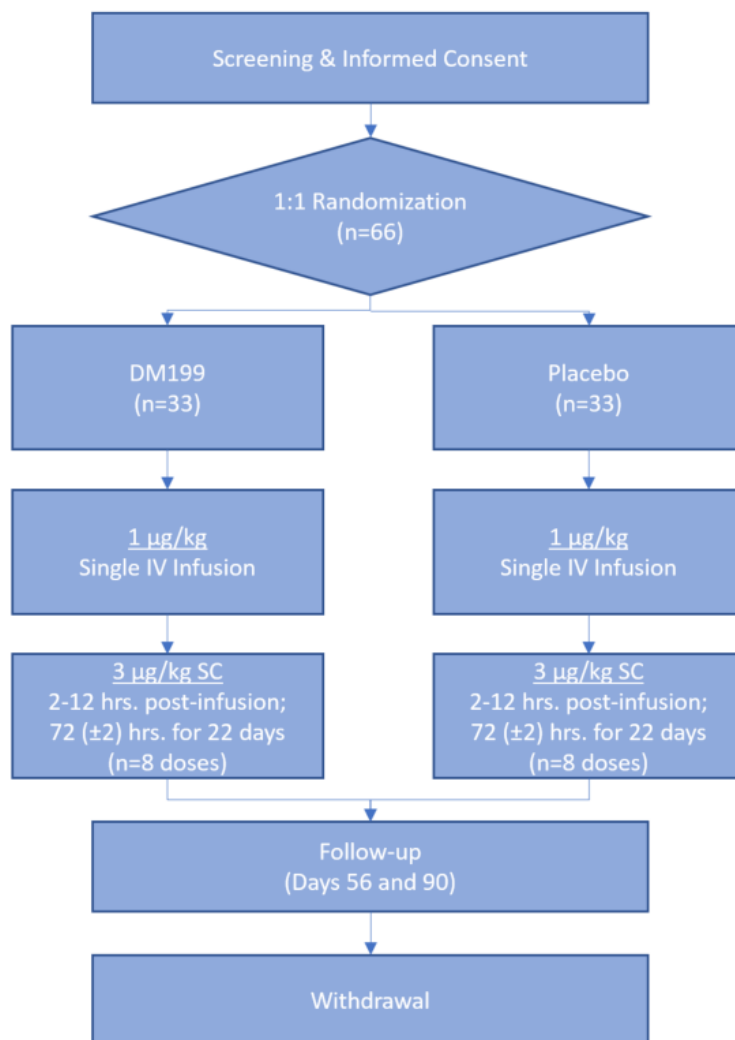 Screening & Informed Consent
1:1 Randomization
(n=66)
DM199
(n=33)
Placebo
(n=33)
1 µg/kg
Single IV Infusion
1 µg/kg
Single IV Infusion
3 µg/kg SC
2-12 hrs. post-infusion;
72 (±2) hrs. for 22 days
(n=8 doses)
3 µg/kg SC
2-12 hrs. post-infusion;
72 (±2) hrs. for 22 days
(n=8 doses)
Follow-up
(Days 56 and 90)
Withdrawal